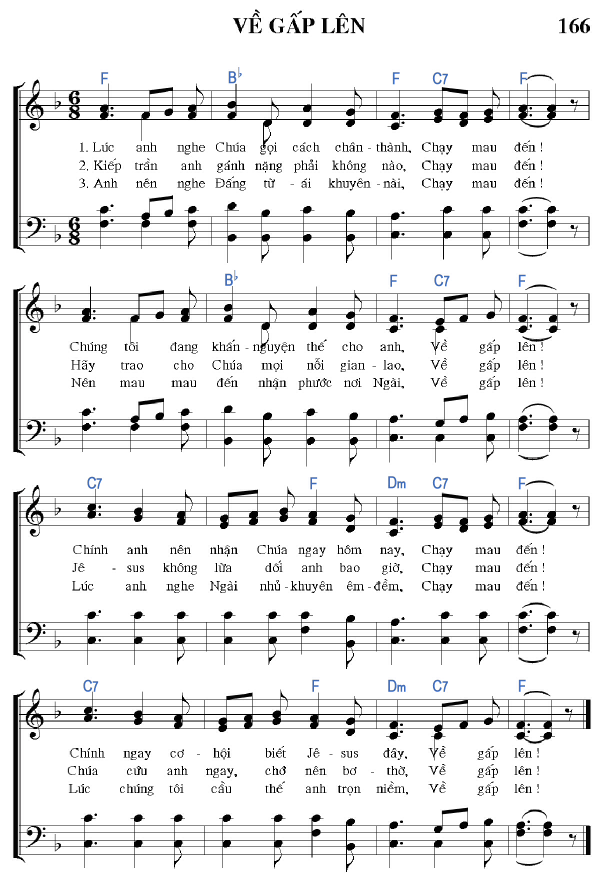 VỀ GẤP LÊN 166
F B♭ F C7 F
1. Lúc anh nghe Chúa gọi cách chân-thành, Chạy mau đến!
2. Kiếp trần anh gánh nặng phải không nào, Chạy mau đến!
3. Anh nên nghe Đấng từ-ái khuyên-nài, Chạy mau đến!
B♭ F C7 F
Chúng tôi đang khẩn-nguyện thế cho anh, Về gấp lên!
Hãy trao cho Chúa mọi nỗi gian-lao, Về gấp lên!
Nên mau mau đến nhận phước nơi Ngài, Về gấp lên!
C7 F Dm C7 F
Chính anh nên nhận Chúa ngay hôm nay, Chạy mau đến!
Jê-sus không lừa dối anh bao giờ, Chạy mau đến!
Lúc anh nghe Ngài nhủ-khuyên êm-đềm, Chạy mau đến!
C7 F Dm C7 F
Chính ngay cơ-hội biết Jê-sus đây, Về gấp lên!
Chúa cứu anh ngay, chớ nên bơ-thờ, Về gấp lên!
Lúc chúng tôi cầu thế anh trọn niềm, Về gấp lên!